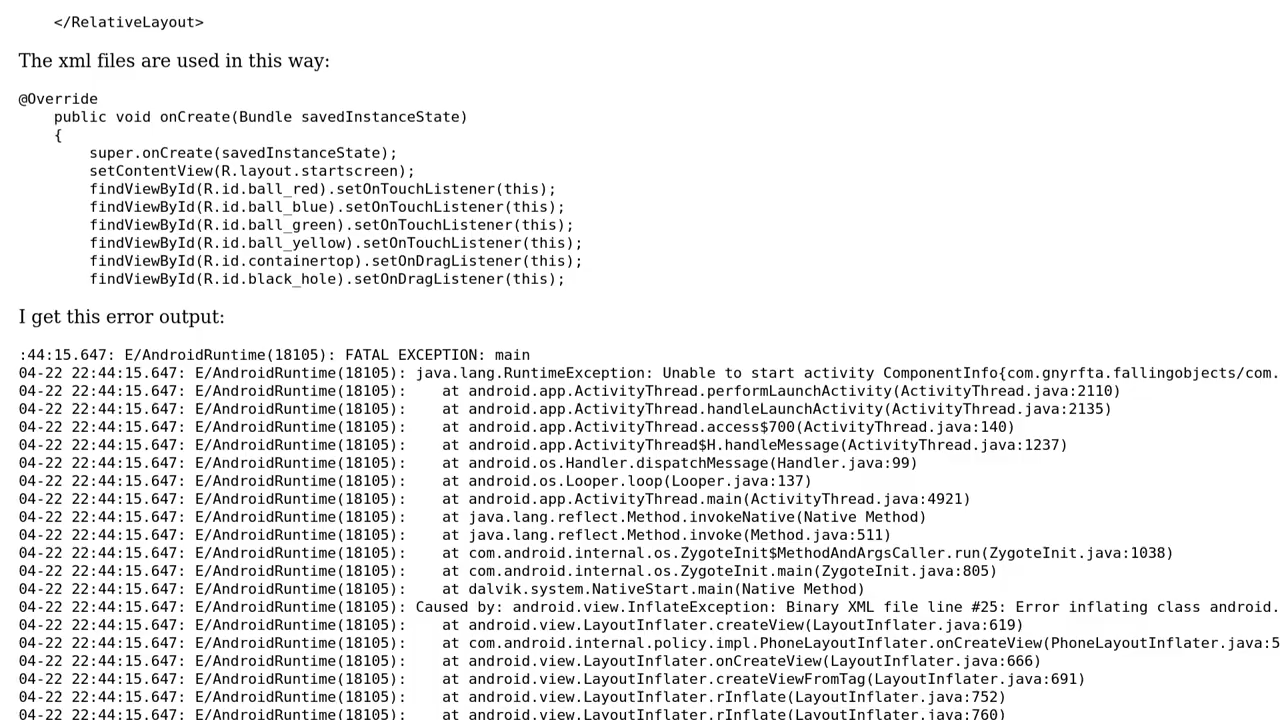 </RelativeLayout>
The xml files are used in this way:
@Override
public void onCreate(Bundle savedInstanceState)
{
super.onCreate(savedInstanceState);
setContentView(R.layout.startscreen);
findViewById(R.id.ball_red).setOnTouchListener(this);
findViewById(R.id.ball_blue).setOnTouchListener(this);
findViewById(R.id.ball_green).setOnTouchListener(this);
findViewById(R.id.ball_yellow).setOnTouchListener(this);
findViewById(R.id.containertop).setOnDragListener(this);
findViewById(R.id.black_hole).setOnDragListener(this);
I get this error output:
:44:15.647: E/AndroidRuntime(18105): FATAL EXCEPTION: main
04-22 22:44:15.647: E/AndroidRuntime(18105): java.lang.RuntimeException: Unable to start activity ComponentInfo{com.gnyrfta.fallingobjects/com.
04-22 22:44:15.647: E/AndroidRuntime(18105):    at android.app.ActivityThread.performLaunchActivity(ActivityThread.java:2110)
04-22 22:44:15.647: E/AndroidRuntime(18105):    at android.app.ActivityThread.handleLaunchActivity(ActivityThread.java:2135)
04-22 22:44:15.647: E/AndroidRuntime(18105):    at android.app.ActivityThread.access$700(ActivityThread.java:140)
04-22 22:44:15.647: E/AndroidRuntime(18105):    at android.app.ActivityThread$H.handleMessage(ActivityThread.java:1237)
04-22 22:44:15.647: E/AndroidRuntime(18105):    at android.os.Handler.dispatchMessage(Handler.java:99)
04-22 22:44:15.647: E/AndroidRuntime(18105):    at android.os.Looper.loop(Looper.java:137)
04-22 22:44:15.647: E/AndroidRuntime(18105):    at android.app.ActivityThread.main(ActivityThread.java:4921)
04-22 22:44:15.647: E/AndroidRuntime(18105):    at java.lang.reflect.Method.invokeNative(Native Method)
04-22 22:44:15.647: E/AndroidRuntime(18105):    at java.lang.reflect.Method.invoke(Method.java:511)
04-22 22:44:15.647: E/AndroidRuntime(18105):    at com.android.internal.os.ZygoteInit$MethodAndArgsCaller.run(ZygoteInit.java:1038)
04-22 22:44:15.647: E/AndroidRuntime(18105):    at com.android.internal.os.ZygoteInit.main(ZygoteInit.java:805)
04-22 22:44:15.647: E/AndroidRuntime(18105):    at dalvik.system.NativeStart.main(Native Method)
04-22 22:44:15.647: E/AndroidRuntime(18105): Caused by: android.view.InflateException: Binary XML file line #25: Error inflating class android.
04-22 22:44:15.647: E/AndroidRuntime(18105):    at android.view.LayoutInflater.createView(LayoutInflater.java:619)
04-22 22:44:15.647: E/AndroidRuntime(18105):    at com.android.internal.policy.impl.PhoneLayoutInflater.onCreateView(PhoneLayoutInflater.java:5
04-22 22:44:15.647: E/AndroidRuntime(18105):    at android.view.LayoutInflater.onCreateView(LayoutInflater.java:666)
04-22 22:44:15.647: E/AndroidRuntime(18105):    at android.view.LayoutInflater.createViewFromTag(LayoutInflater.java:691)
04-22 22:44:15.647: E/AndroidRuntime(18105):    at android.view.LayoutInflater.rInflate(LayoutInflater.java:752)
04-22 22:44:15.647: E/AndroidRuntime(18105):    at android.view.LayoutInflater.rInflate(LayoutInflater.java:760)